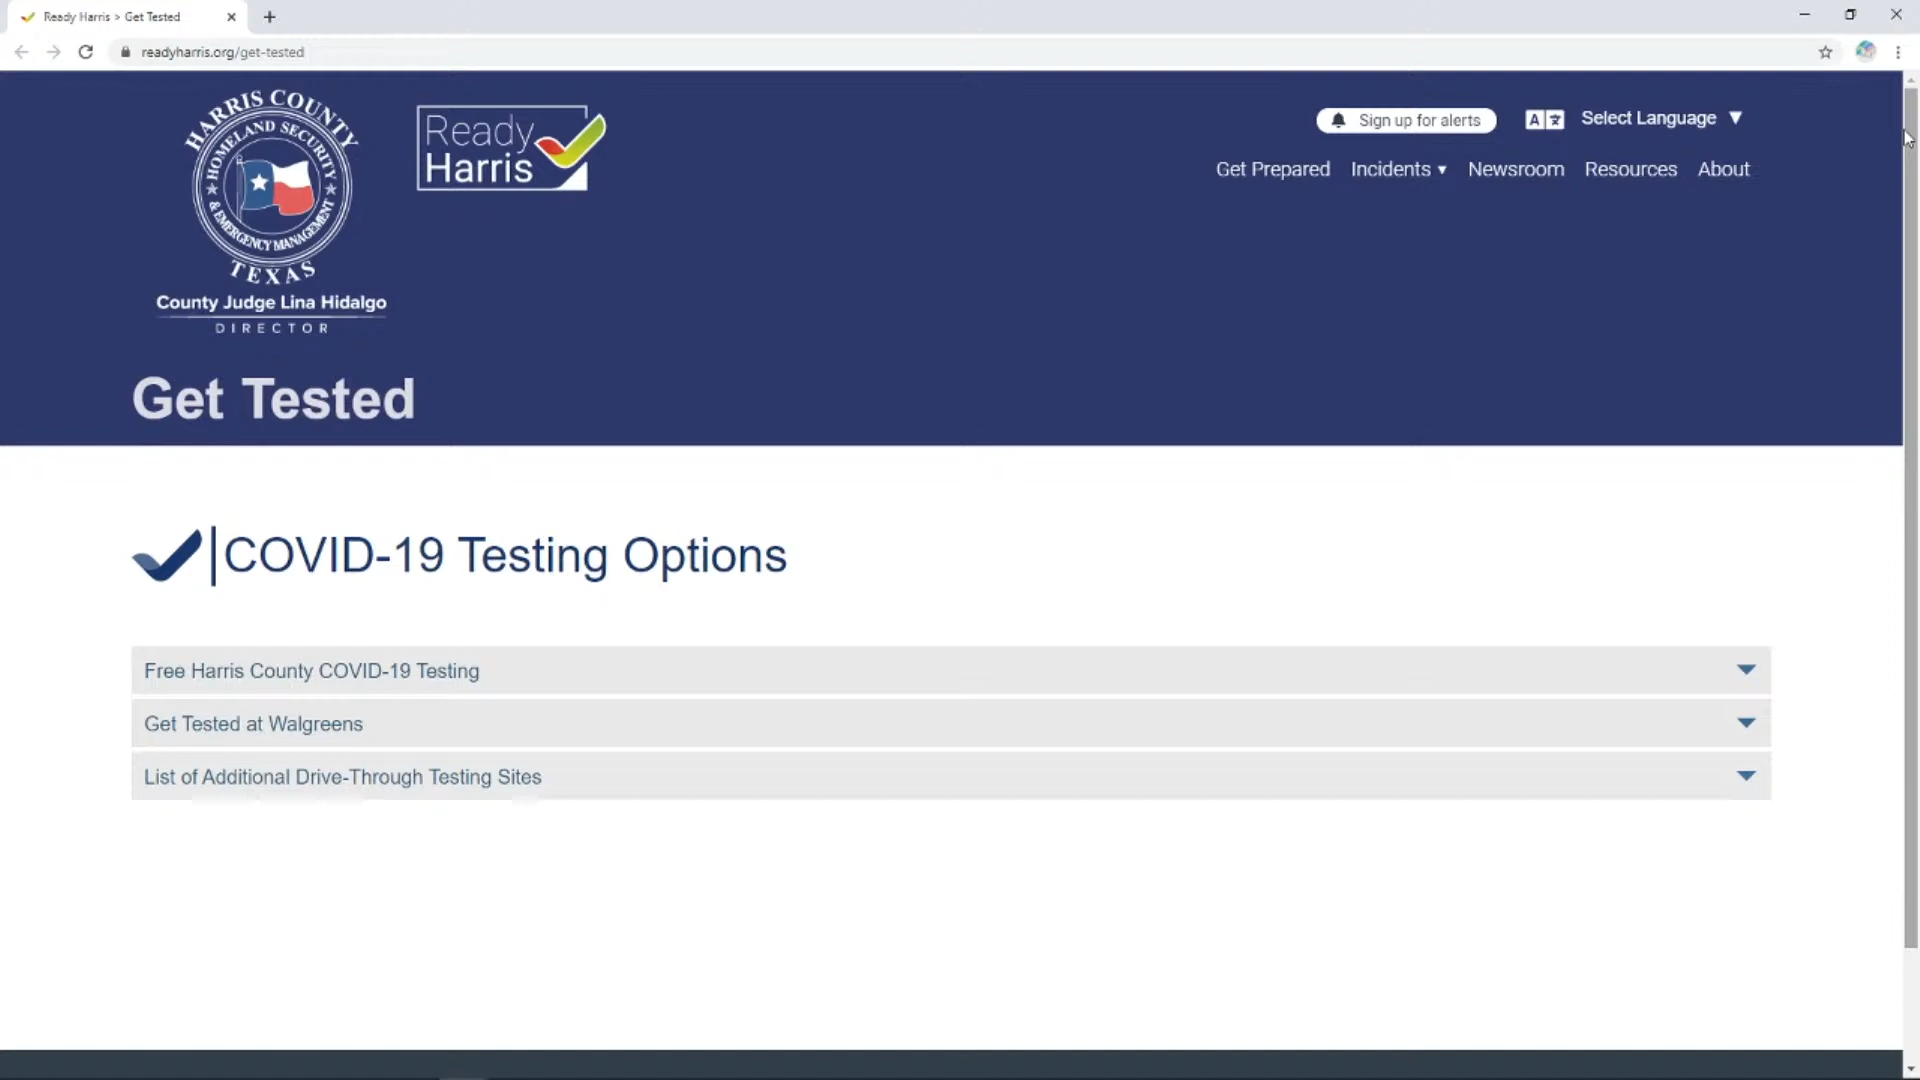 Ready Harris > Get Tested
readyharris.org/get-tested
HARRIS COUNTY
HOMELAND SECURITY
& EMERGENCY MANAGEMENT
TEXAS
County Judge Lina Hidalgo
DIRECTOR
Ready
Harris
Sign up for alerts
A
Select Language ▼
Get Prepared Incidents ▾ Newsroom Resources About
Get Tested
COVID-19 Testing Options
Free Harris County COVID-19 Testing
Get Tested at Walgreens
List of Additional Drive-Through Testing Sites